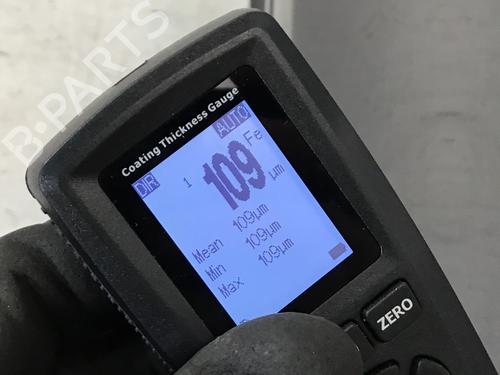 B-PARTS
Coating Thickness Gauge
DIR AUTO
1 109 Fe
µm
Mean 109µm
Min 109µm
Max 109µm
ZERO